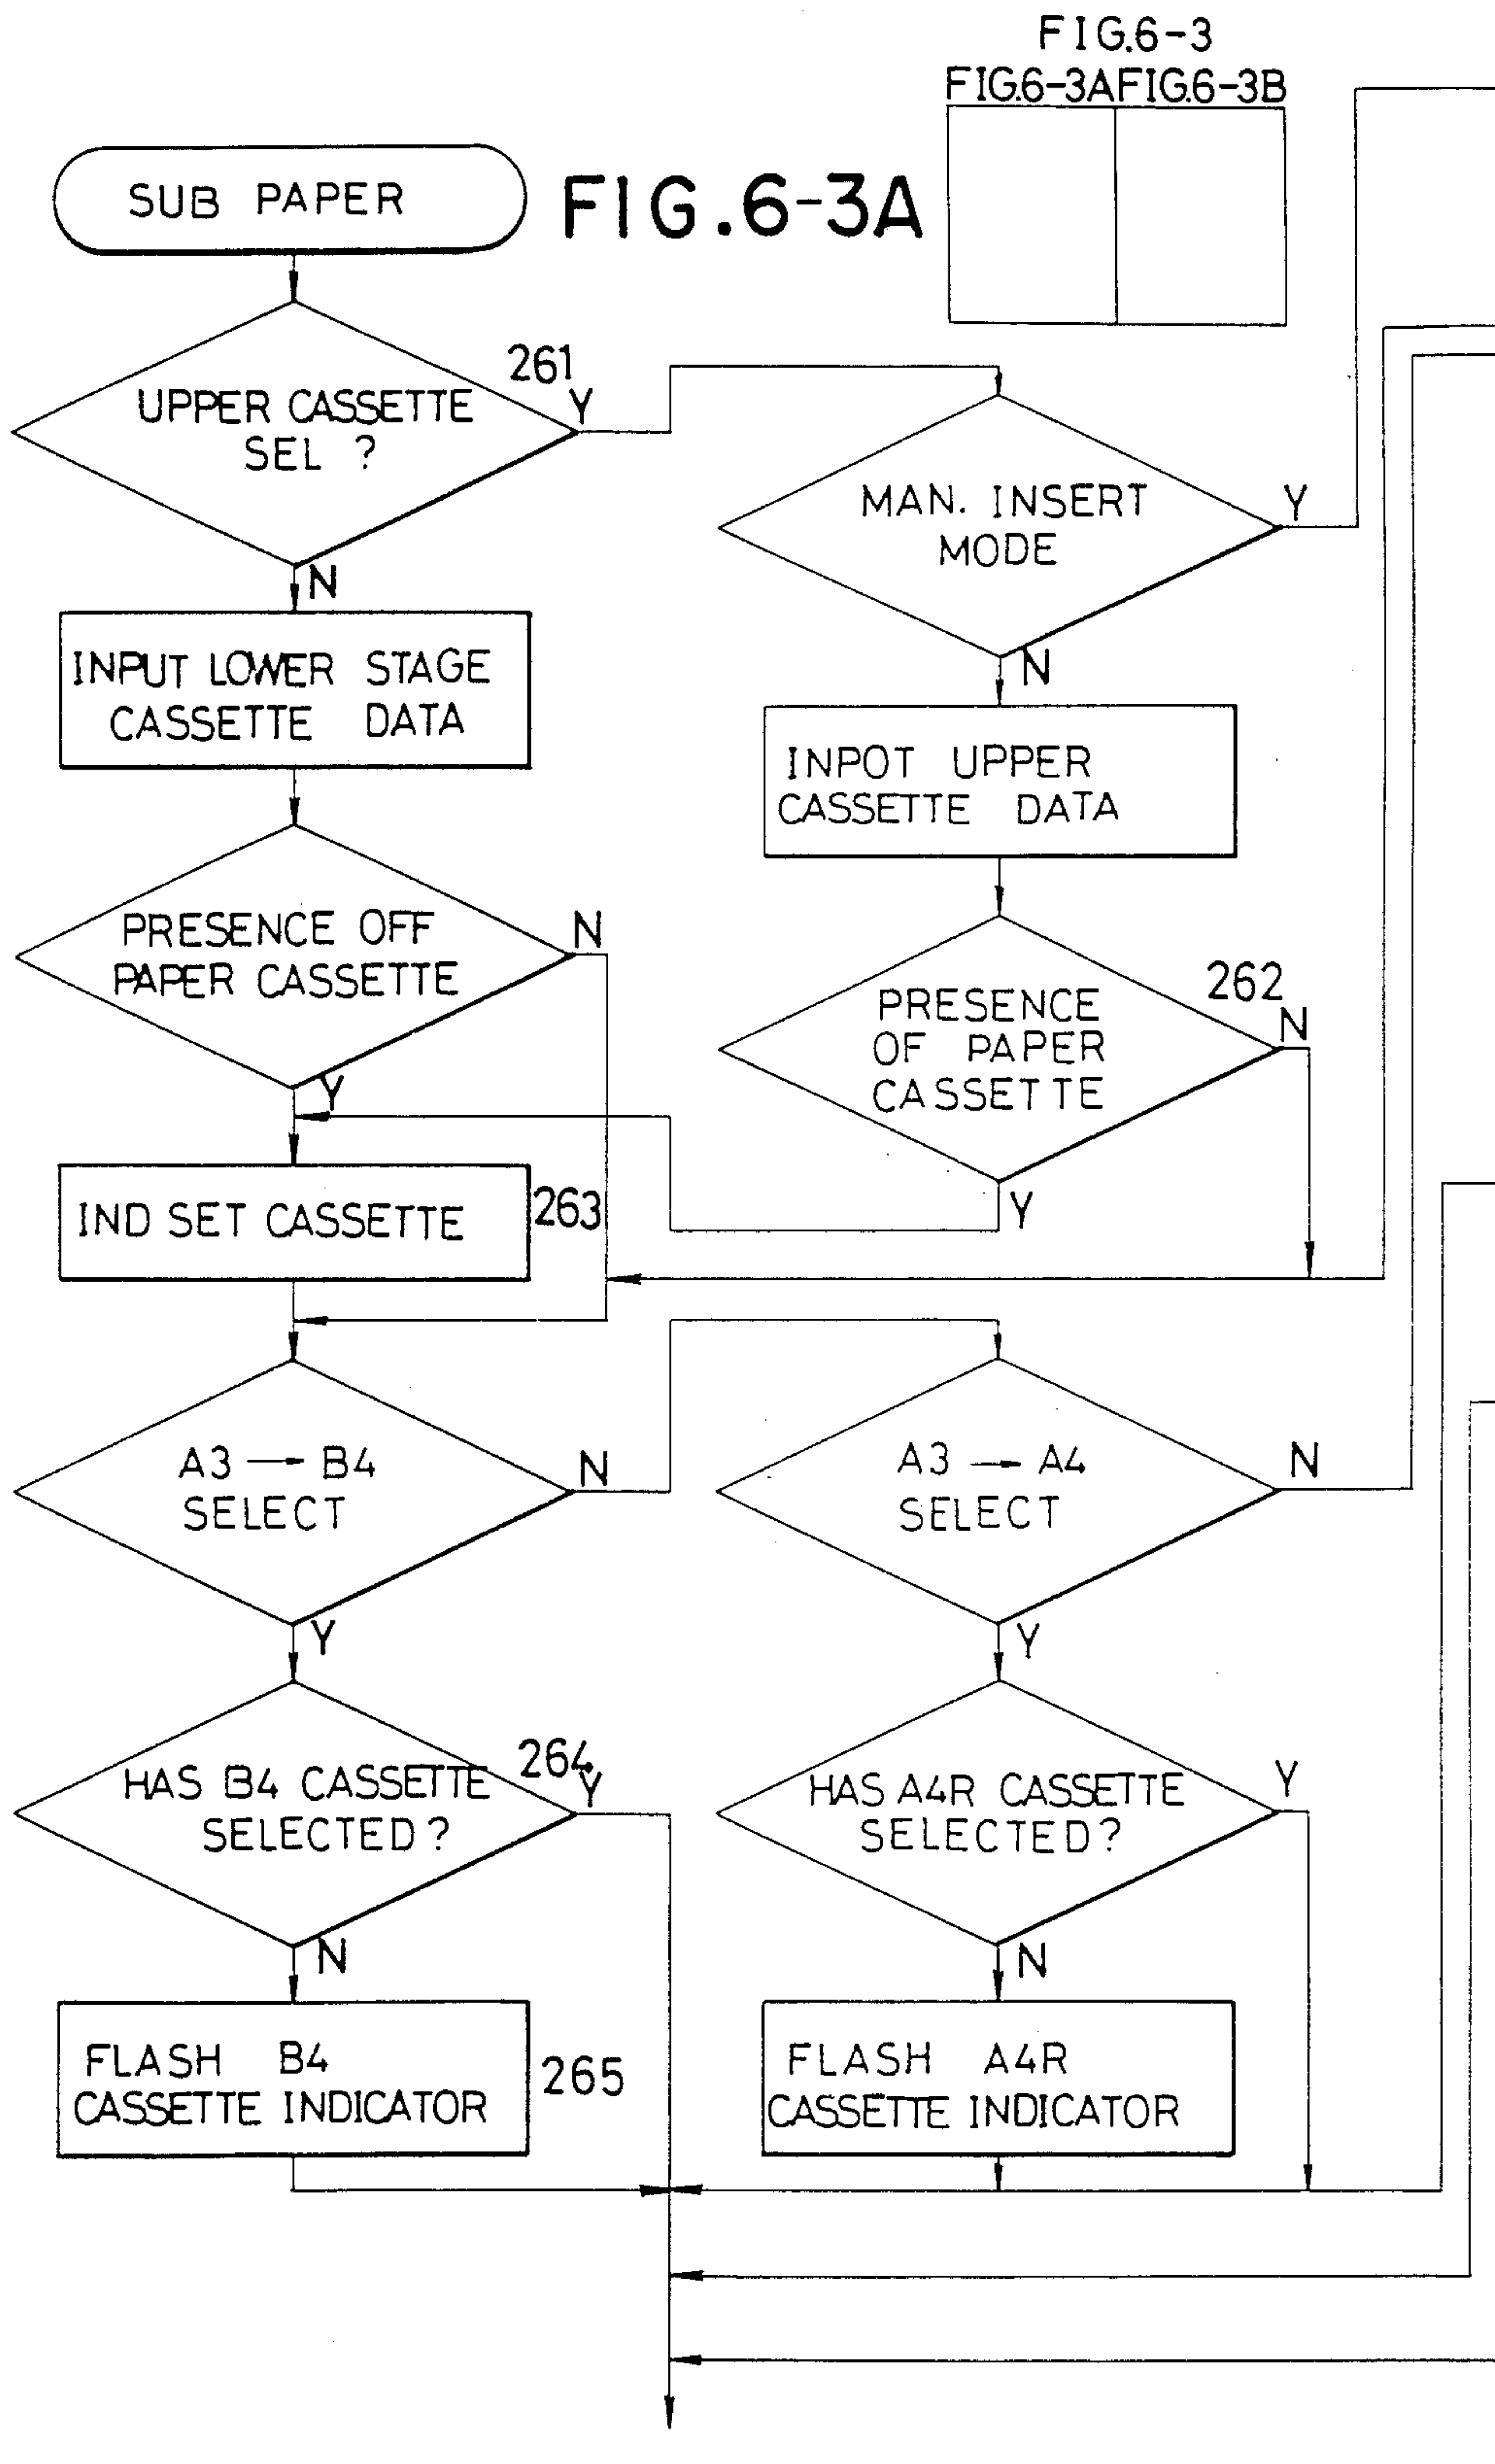 FIG.6-3
FIG.6-3A FIG.6-3B
SUB PAPER
FIG.6-3A
261
UPPER CASSETTE
SEL ?
Y
N
MAN. INSERT
MODE
Y
N
INPUT LOWER STAGE
CASSETTE DATA
INPOT UPPER
CASSETTE DATA
PRESENCE OFF
PAPER CASSETTE
N
Y
262
PRESENCE
OF PAPER
CASSETTE
N
Y
IND SET CASSETTE
263
A3 → B4
SELECT
N
Y
A3 → A4
SELECT
N
Y
264
HAS B4 CASSETTE
SELECTED?
Y
N
HAS A4R CASSETTE
SELECTED?
Y
N
FLASH B4
CASSETTE INDICATOR
265
FLASH A4R
CASSETTE INDICATOR